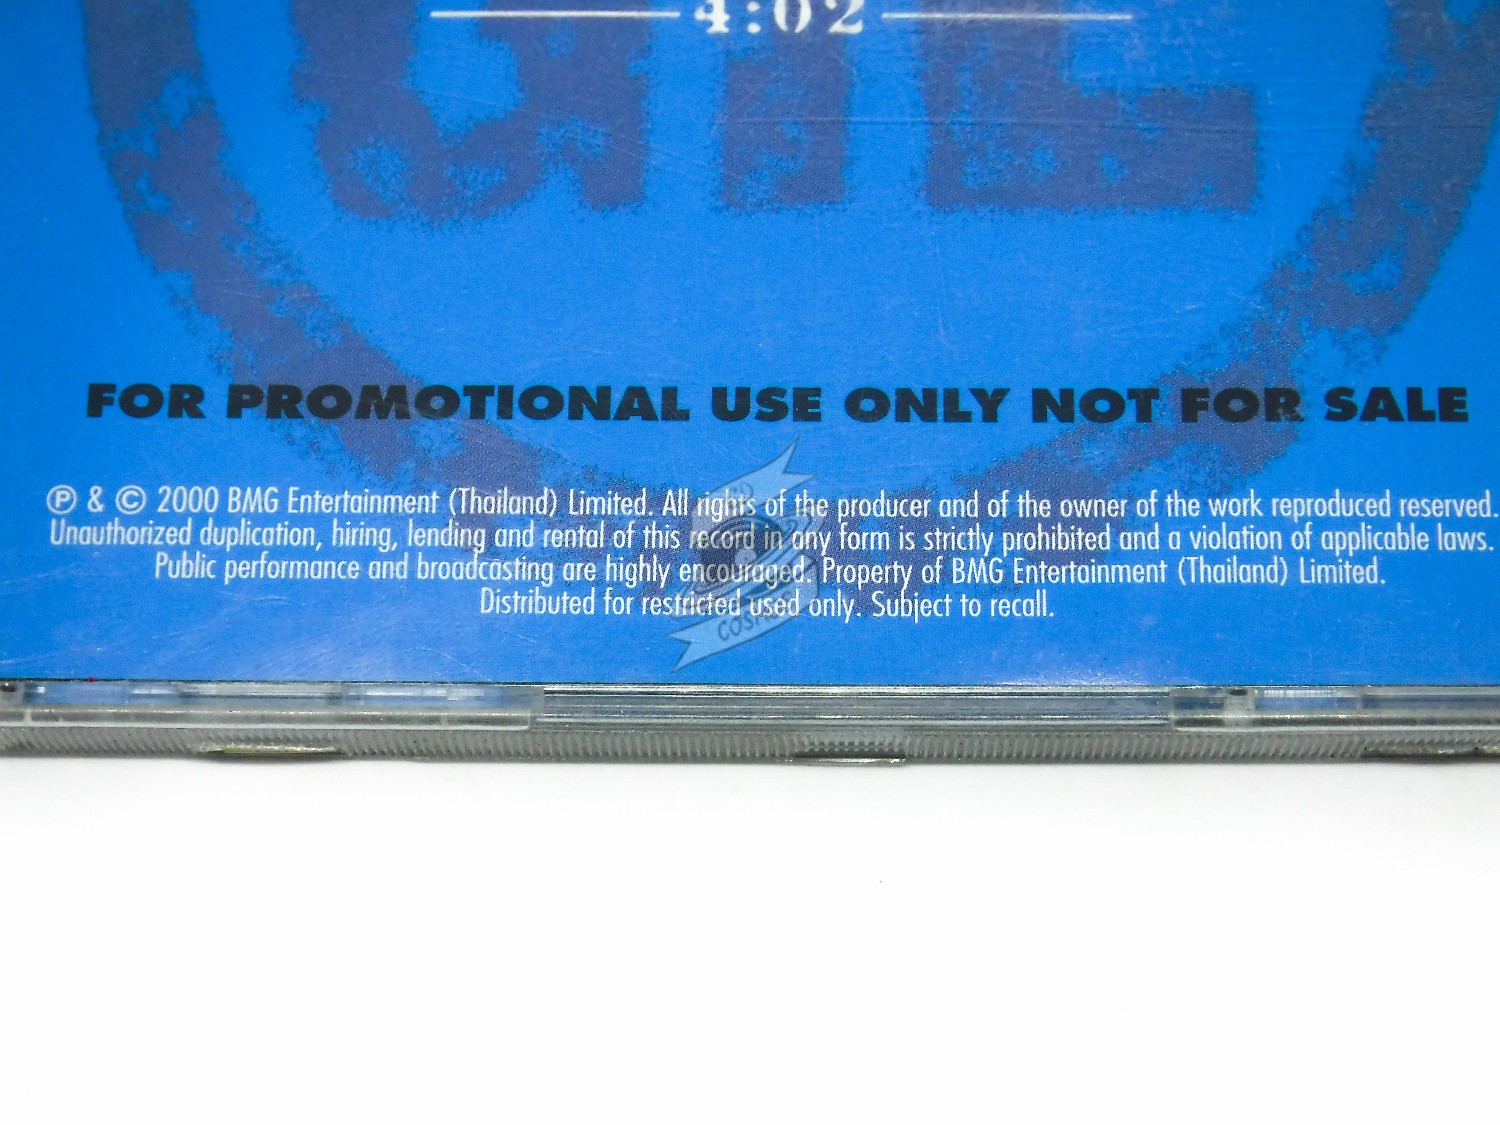 4:02
FOR PROMOTIONAL USE ONLY NOT FOR SALE
Ⓟ & © 2000 BMG Entertainment (Thailand) Limited. All rights of the producer and of the owner of the work reproduced reserved.
Unauthorized duplication, hiring, lending and rental of this record in any form is strictly prohibited and a violation of applicable laws.
Public performance and broadcasting are highly encouraged. Property of BMG Entertainment (Thailand) Limited.
Distributed for restricted used only. Subject to recall.